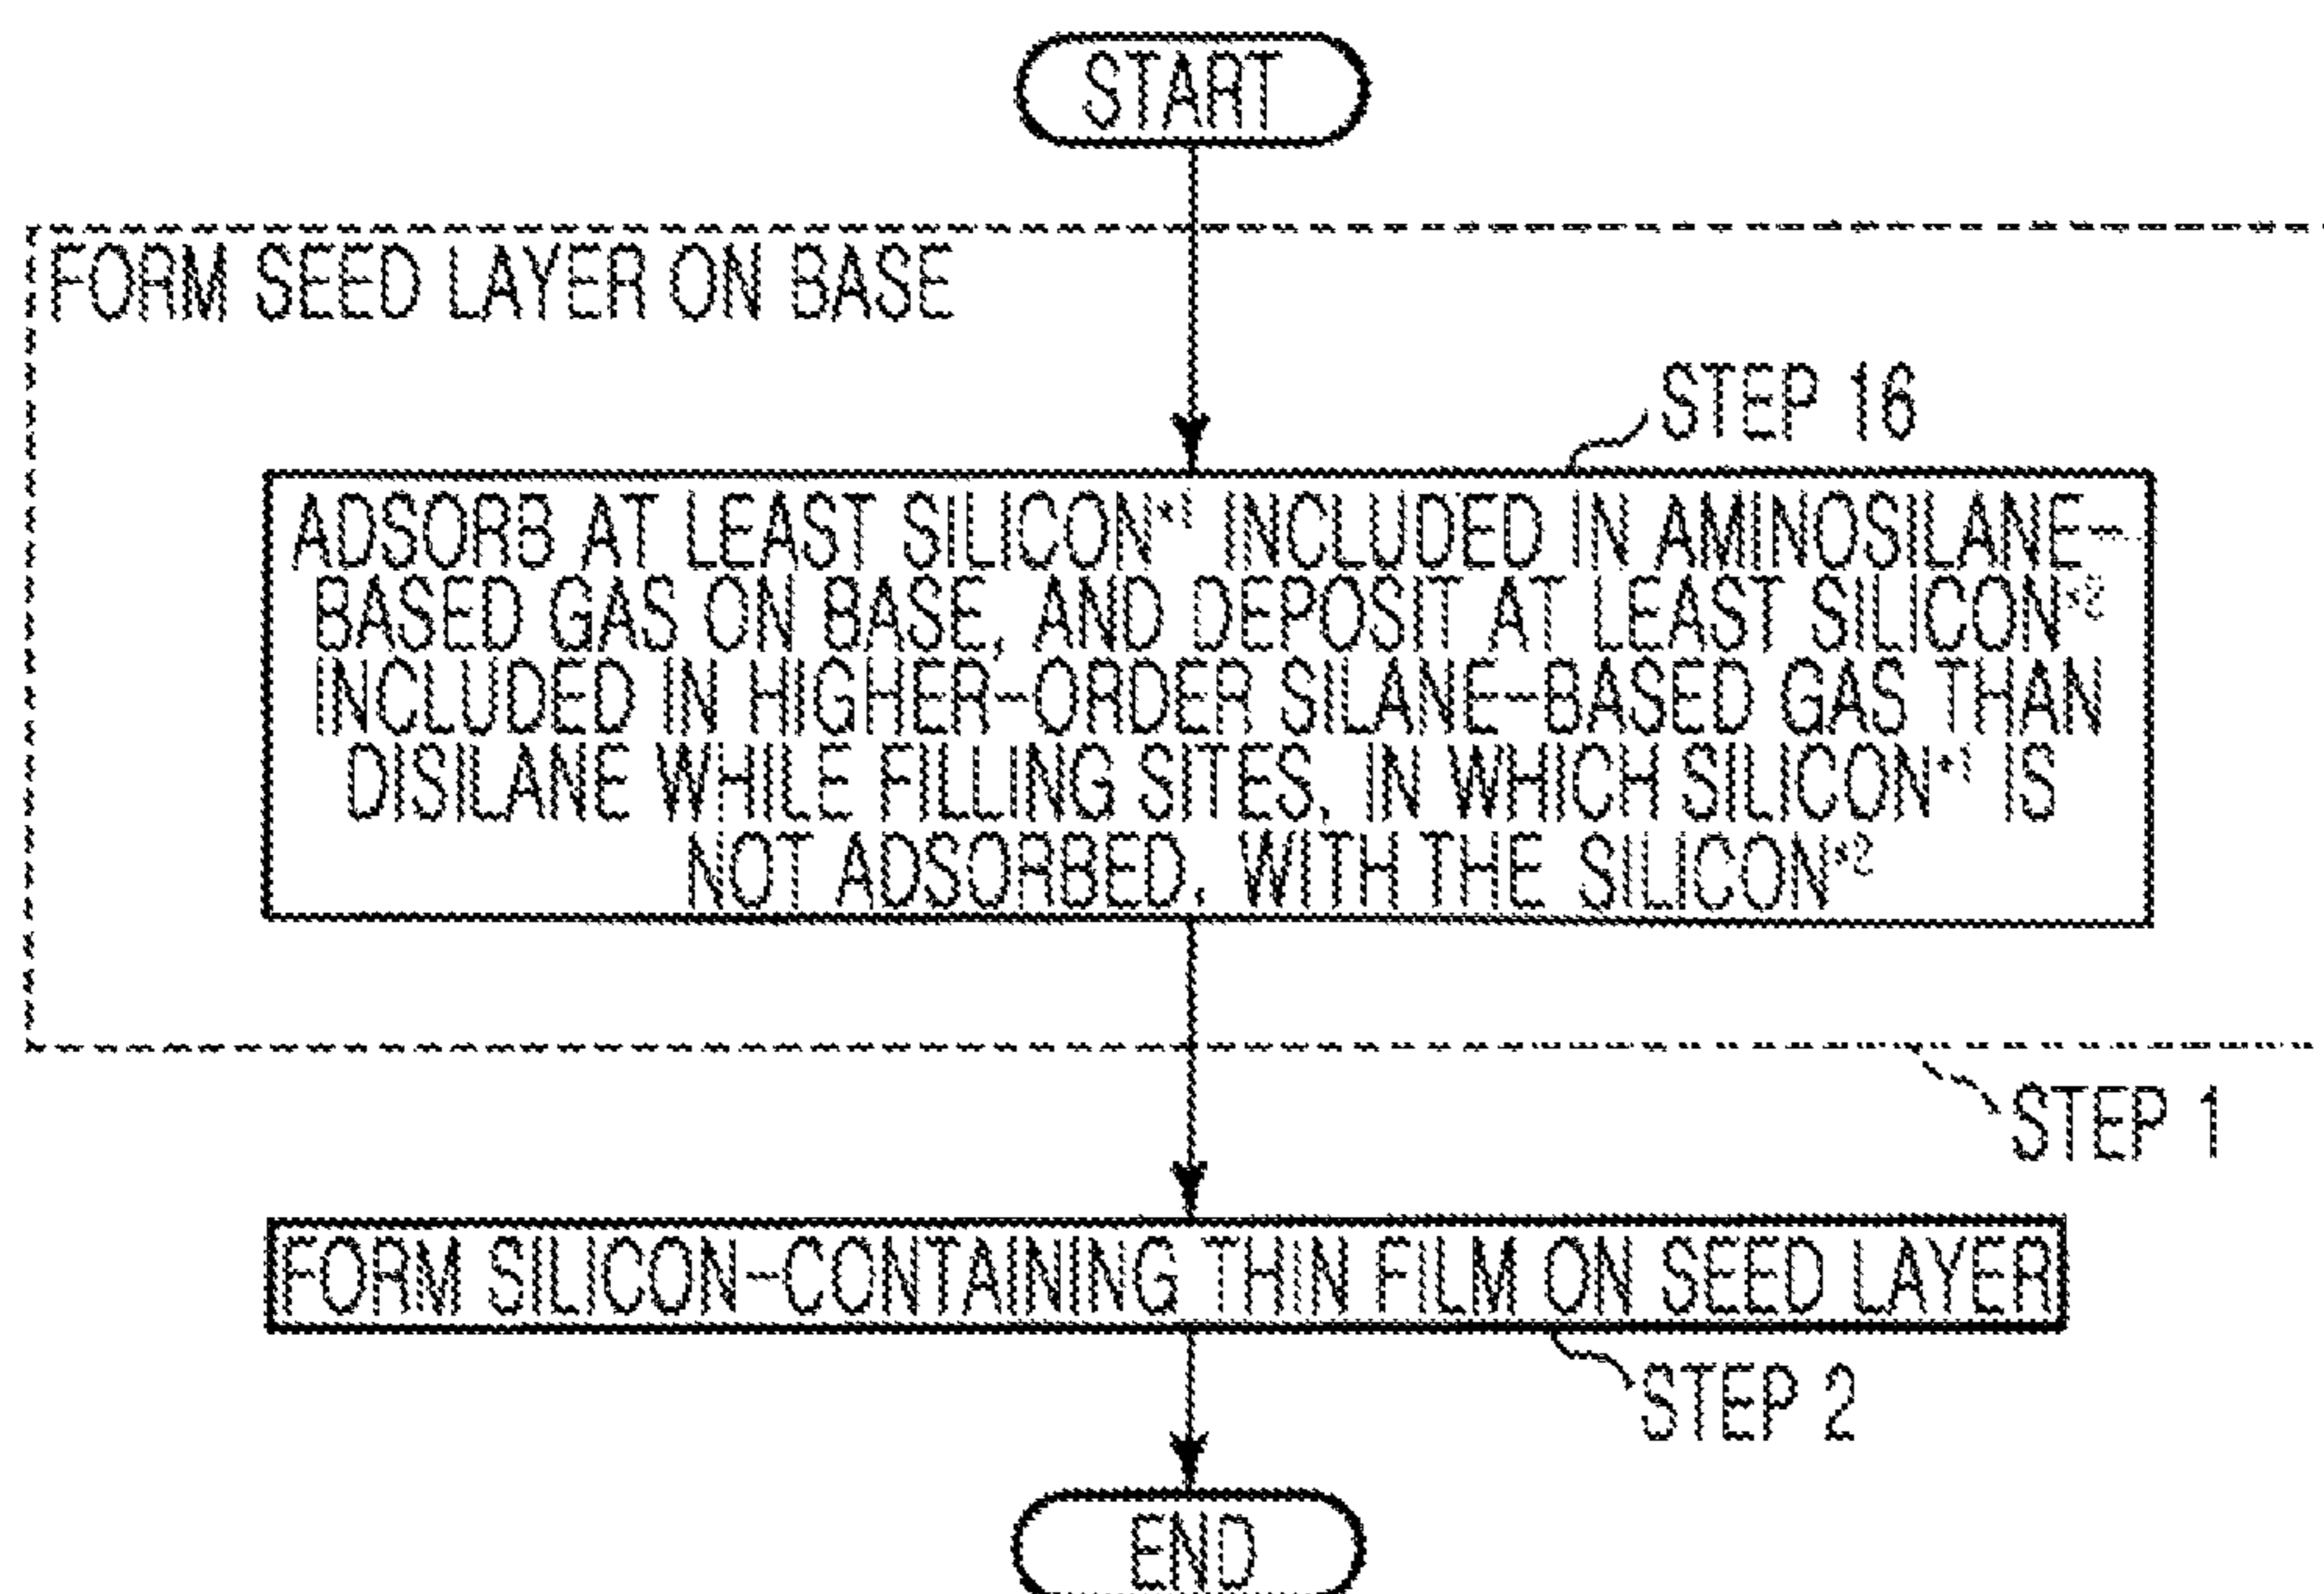 START
FORM SEED LAYER ON BASE
STEP 16
ADSORB AT LEAST SILICON*1 INCLUDED IN AMINOSILANE-
BASED GAS ON BASE, AND DEPOSIT AT LEAST SILICON*2
INCLUDED IN HIGHER-ORDER SILANE-BASED GAS THAN
DISILANE WHILE FILLING SITES, IN WHICH SILICON*1 IS
NOT ADSORBED, WITH THE SILICON*2
STEP 1
FORM SILICON-CONTAINING THIN FILM ON SEED LAYER
STEP 2
END